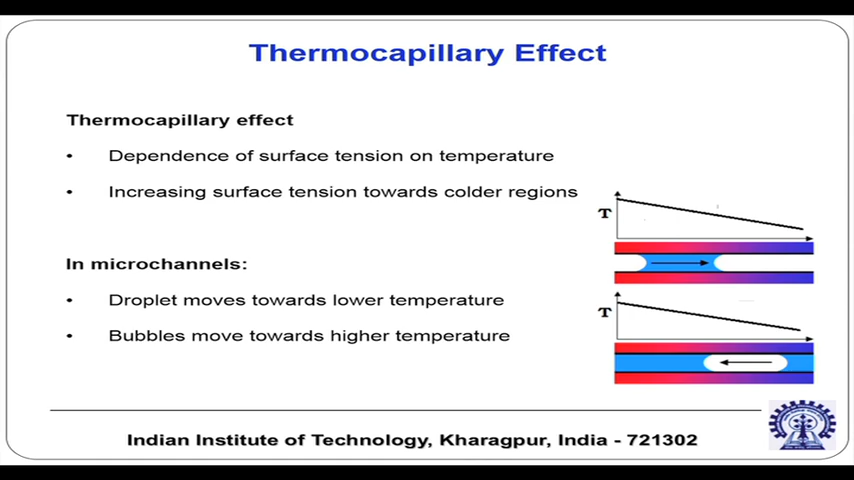 Thermocapillary Effect
Thermocapillary effect
• Dependence of surface tension on temperature
• Increasing surface tension towards colder regions
T
In microchannels:
• Droplet moves towards lower temperature
T
• Bubbles move towards higher temperature
Indian Institute of Technology, Kharagpur, India - 721302